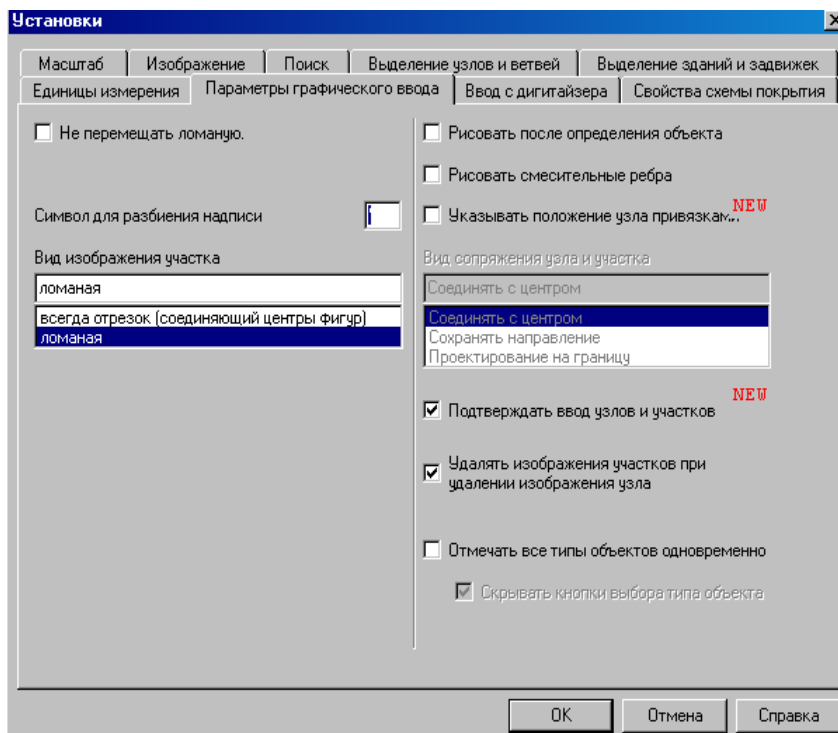 Установки
Масштаб
Изображение
Поиск
Выделение узлов и ветвей
Выделение зданий и задвижек
Единицы измерения
Параметры графического ввода
Ввод с дигитайзера
Свойства схемы покрытия
Не перемещать ломаную.
Символ для разбиения надписи
Вид изображения участка
ломаная
всегда отрезок (соединяющий центры фигур)
ломаная
Рисовать после определения объекта
Рисовать смесительные ребра
NEW
Указывать положение узла привязками
Вид сопряжения узла и участка
Соединять с центром
Соединять с центром
Сохранять направление
Проектирование на границу
NEW
Подтверждать ввод узлов и участков
Удалять изображения участков при
удалении изображения узла
Отмечать все типы объектов одновременно
Скрывать кнопки выбора типа объекта
OK
Отмена
Справка